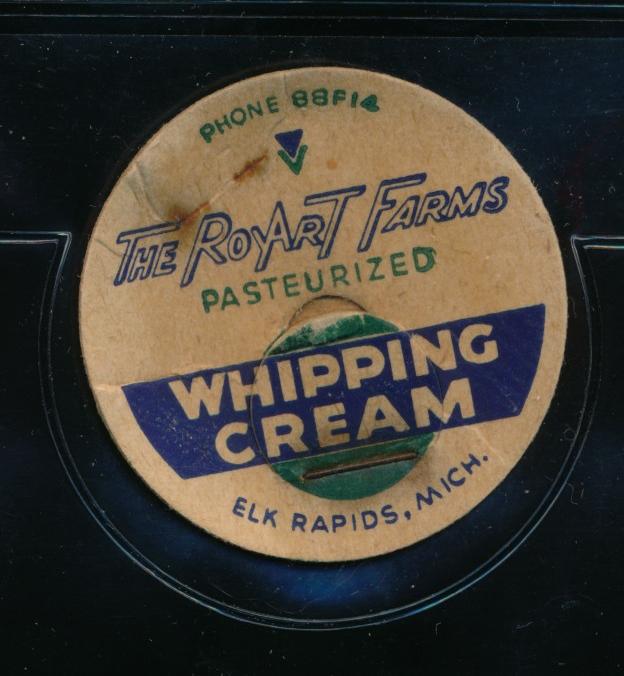 PHONE 88F14
THE ROYART FARMS
PASTEURIZED
WHIPPING
CREAM
ELK RAPIDS, MICH.